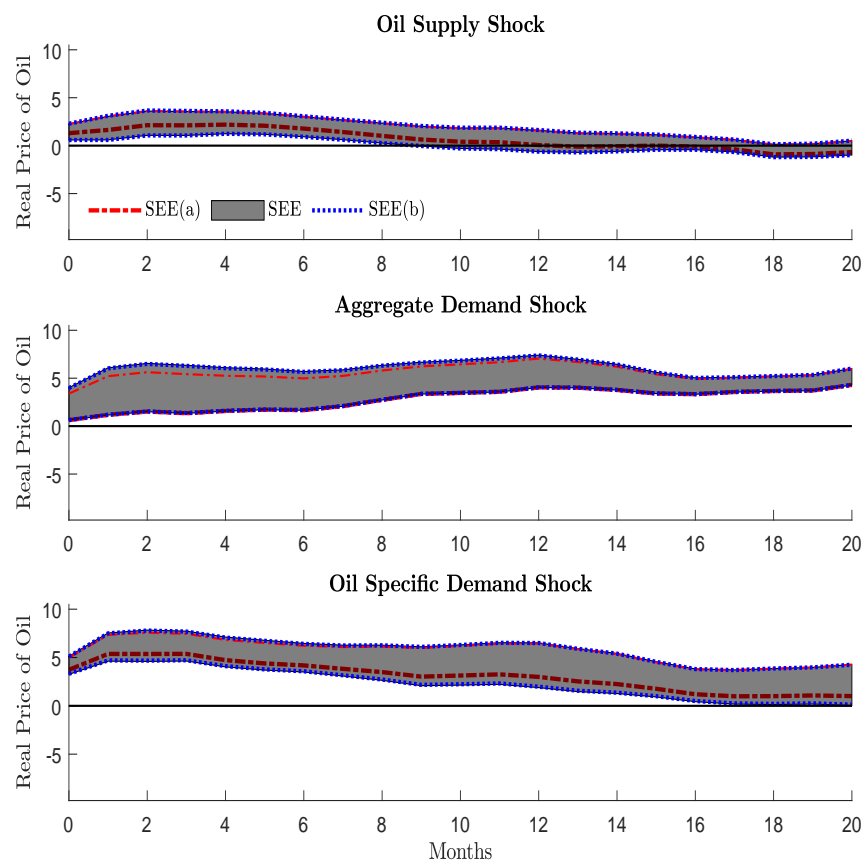 Oil Supply Shock
Real Price of Oil
10
5
0
-5
SEE(a) SEE SEE(b)
0 2 4 6 8 10 12 14 16 18 20
Aggregate Demand Shock
Real Price of Oil
10
5
0
-5
0 2 4 6 8 10 12 14 16 18 20
Oil Specific Demand Shock
Real Price of Oil
10
5
0
-5
0 2 4 6 8 10 12 14 16 18 20
Months